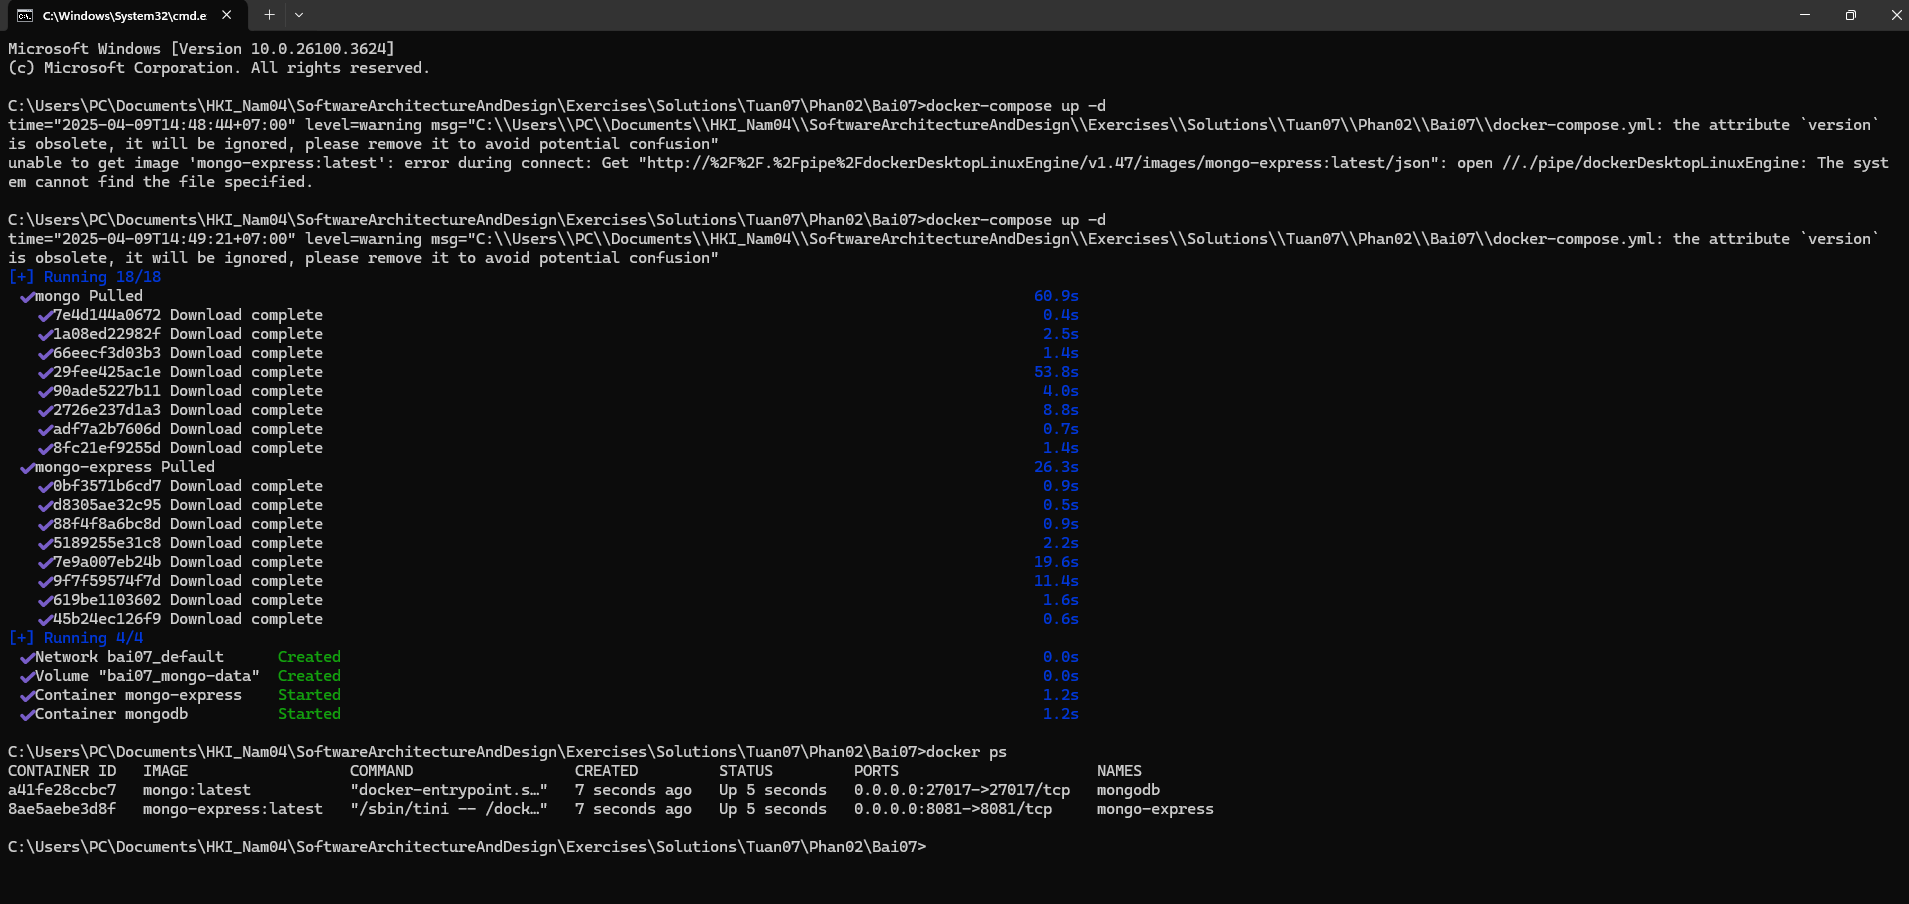 C:\Windows\System32\cmd.e
Microsoft Windows [Version 10.0.26100.3624]
(c) Microsoft Corporation. All rights reserved.
C:\Users\PC\Documents\HKI_Nam04\SoftwareArchitectureAndDesign\Exercises\Solutions\Tuan07\Phan02\Bai07>docker-compose up -d
time="2025-04-09T14:48:44+07:00" level=warning msg="C:\\Users\\PC\\Documents\\HKI_Nam04\\SoftwareArchitectureAndDesign\\Exercises\\Solutions\\Tuan07\\Phan02\\Bai07\\docker-compose.yml: the attribute `version`
is obsolete, it will be ignored, please remove it to avoid potential confusion"
unable to get image 'mongo-express:latest': error during connect: Get "http://%2F%2F.%2Fpipe%2FdockerDesktopLinuxEngine/v1.47/images/mongo-express:latest/json": open //./pipe/dockerDesktopLinuxEngine: The syst
em cannot find the file specified.
C:\Users\PC\Documents\HKI_Nam04\SoftwareArchitectureAndDesign\Exercises\Solutions\Tuan07\Phan02\Bai07>docker-compose up -d
time="2025-04-09T14:49:21+07:00" level=warning msg="C:\\Users\\PC\\Documents\\HKI_Nam04\\SoftwareArchitectureAndDesign\\Exercises\\Solutions\\Tuan07\\Phan02\\Bai07\\docker-compose.yml: the attribute `version`
is obsolete, it will be ignored, please remove it to avoid potential confusion"
[+] Running 18/18
✔mongo Pulled 60.9s
✔7e4d144a0672 Download complete 0.4s
✔1a08ed22982f Download complete 2.5s
✔66eecf3d03b3 Download complete 1.4s
✔29fee425ac1e Download complete 53.8s
✔90ade5227b11 Download complete 4.0s
✔2726e237d1a3 Download complete 8.8s
✔adf7a2b7606d Download complete 0.7s
✔8fc21ef9255d Download complete 1.4s
✔mongo-express Pulled 26.3s
✔0bf3571b6cd7 Download complete 0.9s
✔d8305ae32c95 Download complete 0.5s
✔88f4f8a6bc8d Download complete 0.9s
✔5189255e31c8 Download complete 2.2s
✔7e9a007eb24b Download complete 19.6s
✔9f7f59574f7d Download complete 11.4s
✔619be1103602 Download complete 1.6s
✔45b24ec126f9 Download complete 0.6s
[+] Running 4/4
✔Network bai07_default Created 0.0s
✔Volume "bai07_mongo-data" Created 0.0s
✔Container mongo-express Started 1.2s
✔Container mongodb Started 1.2s
C:\Users\PC\Documents\HKI_Nam04\SoftwareArchitectureAndDesign\Exercises\Solutions\Tuan07\Phan02\Bai07>docker ps
CONTAINER ID IMAGE COMMAND CREATED STATUS PORTS NAMES
a41fe28ccbc7 mongo:latest "docker-entrypoint.s…" 7 seconds ago Up 5 seconds 0.0.0.0:27017->27017/tcp mongodb
8ae5aebe3d8f mongo-express:latest "/sbin/tini -- /dock…" 7 seconds ago Up 5 seconds 0.0.0.0:8081->8081/tcp mongo-express
C:\Users\PC\Documents\HKI_Nam04\SoftwareArchitectureAndDesign\Exercises\Solutions\Tuan07\Phan02\Bai07>